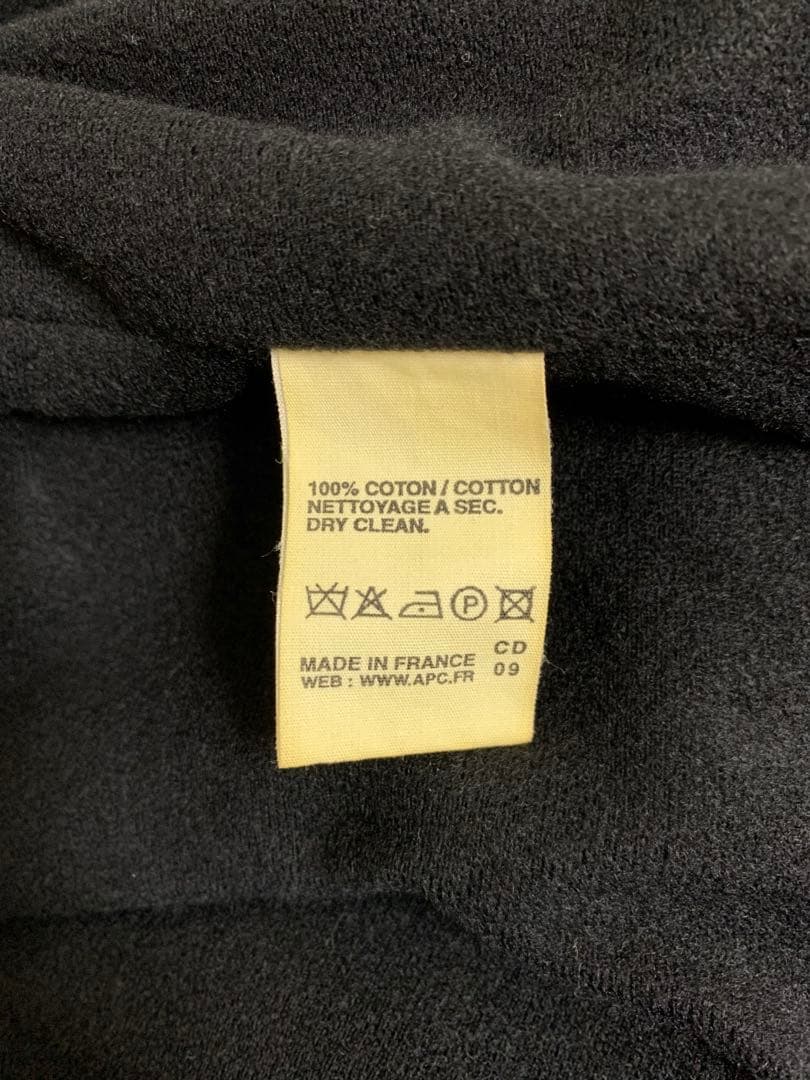 100% COTON / COTTON
NETTOYAGE A SEC.
DRY CLEAN.
P
MADE IN FRANCE CD
WEB : WWW.APC.FR 09